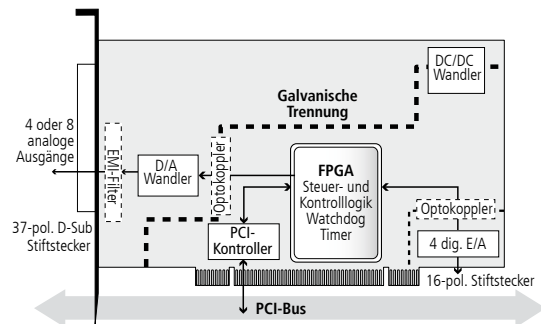 DC/DC
Wandler
Galvanische
Trennung
4 oder 8
analoge
Ausgänge
EMI-Filter
D/A
Wandler
Optokoppler
FPGA
Steuer- und
Kontrolllogik
Watchdog
Timer
Optokoppler
37-pol. D-Sub
Stiftstecker
PCI-
Kontroller
4 dig. E/A
16-pol. Stiftstecker
PCI-Bus